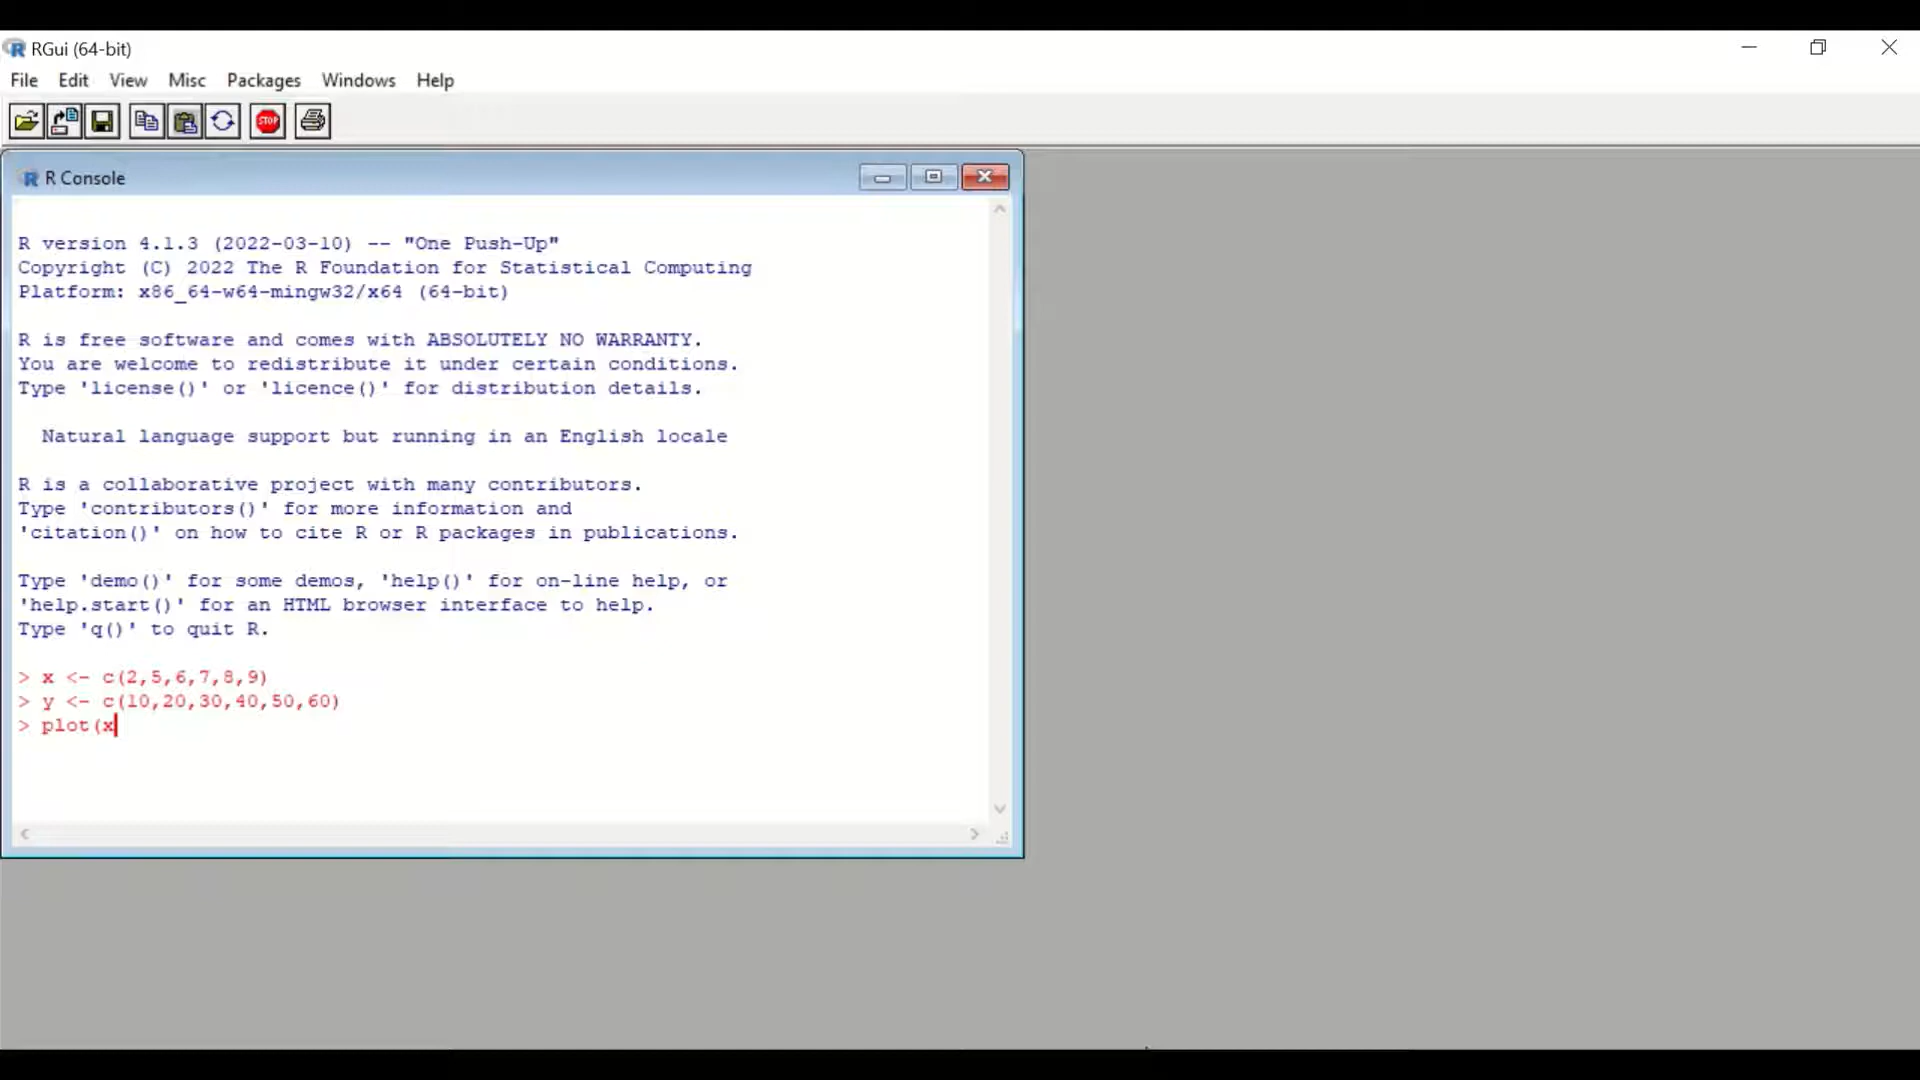 RGui (64-bit)
File Edit View Misc Packages Windows Help
STOP
R Console
R version 4.1.3 (2022-03-10) -- "One Push-Up"
Copyright (C) 2022 The R Foundation for Statistical Computing
Platform: x86_64-w64-mingw32/x64 (64-bit)
R is free software and comes with ABSOLUTELY NO WARRANTY.
You are welcome to redistribute it under certain conditions.
Type 'license()' or 'licence()' for distribution details.
Natural language support but running in an English locale
R is a collaborative project with many contributors.
Type 'contributors()' for more information and
'citation()' on how to cite R or R packages in publications.
Type 'demo()' for some demos, 'help()' for on-line help, or
'help.start()' for an HTML browser interface to help.
Type 'q()' to quit R.
> x <- c(2,5,6,7,8,9)
> y <- c(10,20,30,40,50,60)
> plot(x